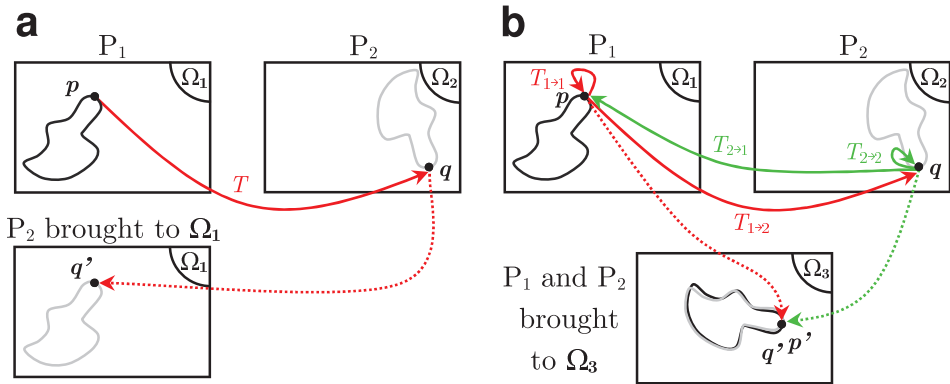 a
P₁
P₂
p
Ω₁
Ω₂
T
q
P₂ brought to Ω₁
q’
Ω₁
b
P₁
P₂
T₁→₁
Ω₁
Ω₂
p
T₂→₁
T₂→₂
q
T₁→₂
P₁ and P₂
brought
to Ω₃
Ω₃
q’ p’